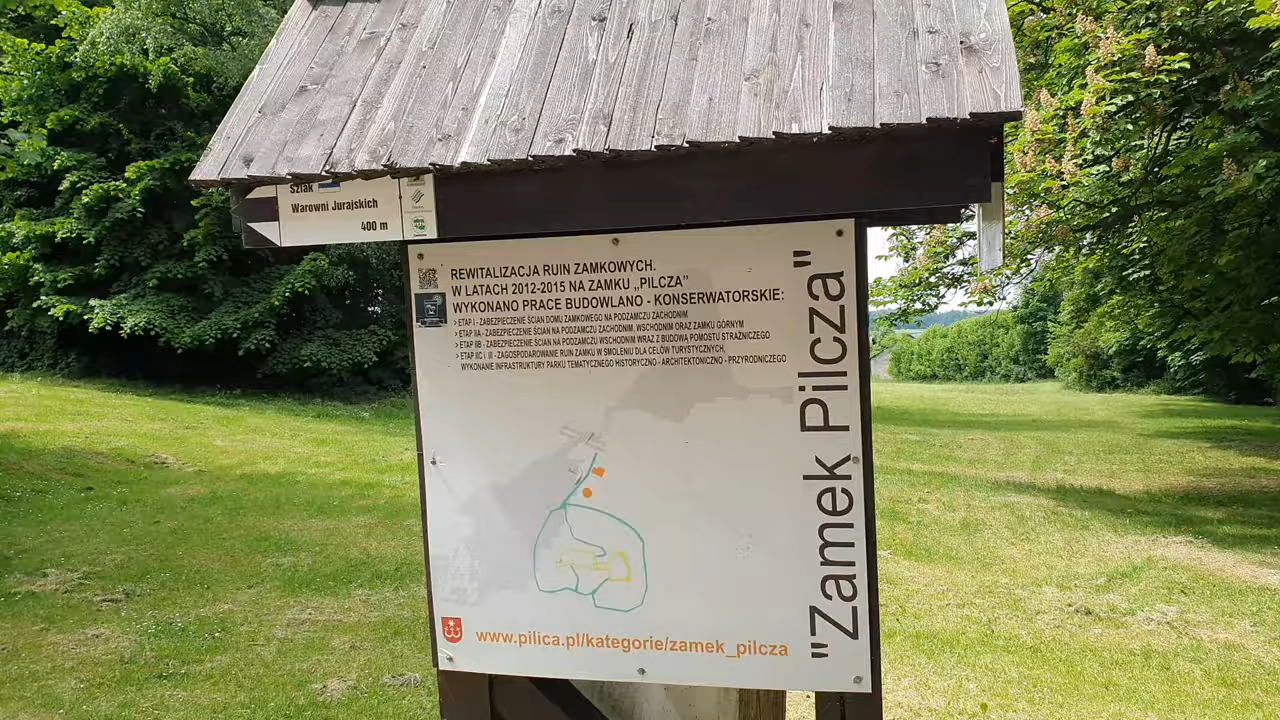 Szlak
Warowni Jurajskich
400 m
REWITALIZACJA RUIN ZAMKOWYCH.
W LATACH 2012-2015 NA ZAMKU „PILCZA”
WYKONANO PRACE BUDOWLANO - KONSERWATORSKIE:
> ETAP I - ZABEZPIECZENIE ŚCIAN DOMU ZAMKOWEGO NA PODZAMCZU ZACHODNIM
> ETAP IIA - ZABEZPIECZENIE ŚCIAN NA PODZAMCZU ZACHODNIM, WSCHODNIM ORAZ ZAMKU GÓRNYM
> ETAP IIB - ZABEZPIECZENIE ŚCIAN NA PODZAMCZU WSCHODNIM WRAZ Z BUDOWĄ POMOSTU STRAŻNICZEGO
> ETAP IIC i III - ZAGOSPODAROWANIE RUIN ZAMKU W SMOLENIU DLA CELÓW TURYSTYCZNYCH,
WYKONANIE INFRASTRUKTURY PARKU TEMATYCZNEGO HISTORYCZNO - ARCHITEKTONICZNO - PRZYRODNICZEGO
"Zamek Pilcza"
www.pilica.pl/kategorie/zamek_pilcza